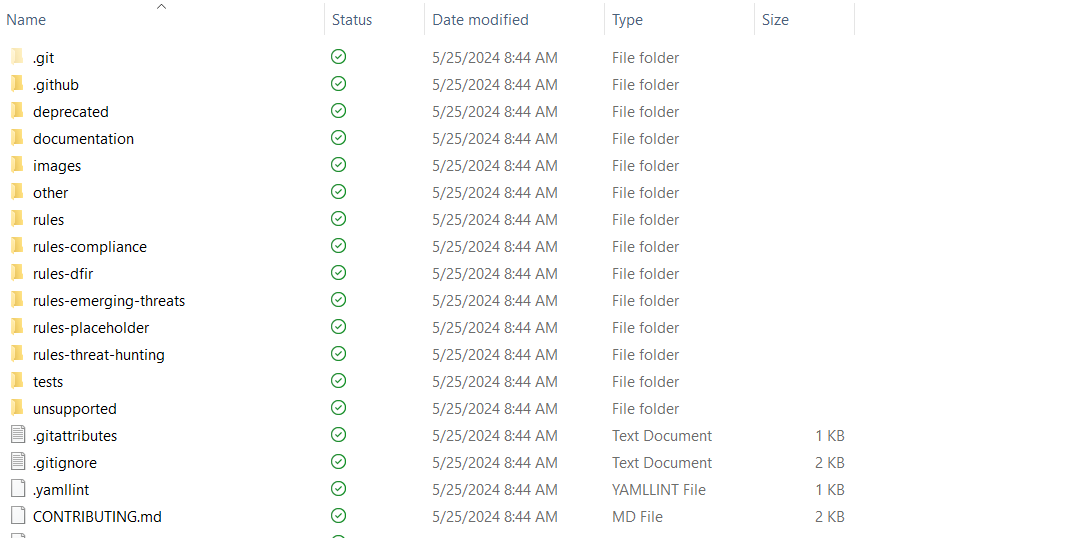 Name Status Date modified Type Size
.git 5/25/2024 8:44 AM File folder
.github 5/25/2024 8:44 AM File folder
deprecated 5/25/2024 8:44 AM File folder
documentation 5/25/2024 8:44 AM File folder
images 5/25/2024 8:44 AM File folder
other 5/25/2024 8:44 AM File folder
rules 5/25/2024 8:44 AM File folder
rules-compliance 5/25/2024 8:44 AM File folder
rules-dfir 5/25/2024 8:44 AM File folder
rules-emerging-threats 5/25/2024 8:44 AM File folder
rules-placeholder 5/25/2024 8:44 AM File folder
rules-threat-hunting 5/25/2024 8:44 AM File folder
tests 5/25/2024 8:44 AM File folder
unsupported 5/25/2024 8:44 AM File folder
.gitattributes 5/25/2024 8:44 AM Text Document 1 KB
.gitignore 5/25/2024 8:44 AM Text Document 2 KB
.yamllint 5/25/2024 8:44 AM YAMLLINT File 1 KB
CONTRIBUTING.md 5/25/2024 8:44 AM MD File 2 KB